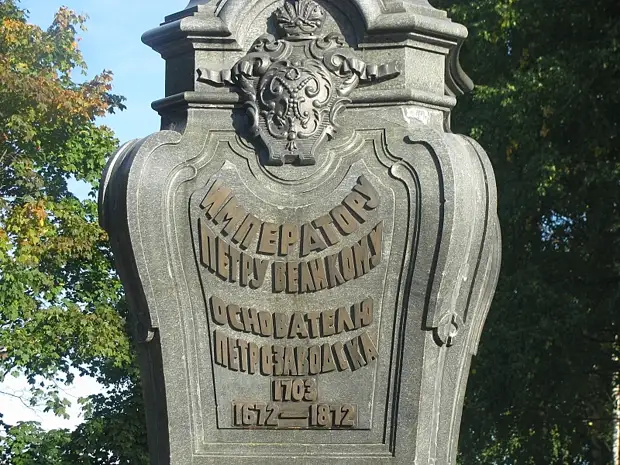 ИМПЕРАТОРУ
ПЕТРУ ВЕЛИКОМУ
ОСНОВАТЕЛЮ
ПЕТРОЗАВОДСКА
1703
1672—1872